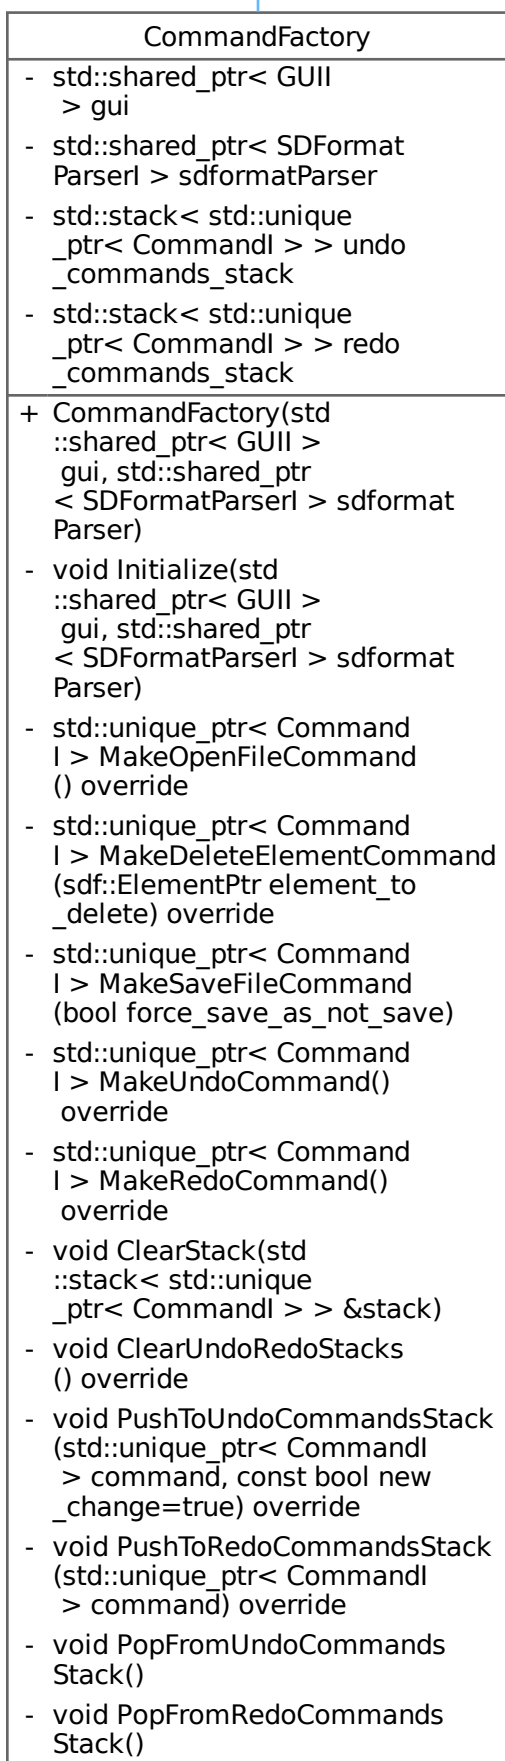 CommandFactory
- std::shared_ptr< GUII
> gui
- std::shared_ptr< SDFormat
ParserI > sdformatParser
- std::stack< std::unique
_ptr< CommandI > > undo
_commands_stack
- std::stack< std::unique
_ptr< CommandI > > redo
_commands_stack
+ CommandFactory(std
::shared_ptr< GUII >
gui, std::shared_ptr
< SDFormatParserI > sdformat
Parser)
- void Initialize(std
::shared_ptr< GUII >
gui, std::shared_ptr
< SDFormatParserI > sdformat
Parser)
- std::unique_ptr< Command
I > MakeOpenFileCommand
() override
- std::unique_ptr< Command
I > MakeDeleteElementCommand
(sdf::ElementPtr element_to
_delete) override
- std::unique_ptr< Command
I > MakeSaveFileCommand
(bool force_save_as_not_save)
- std::unique_ptr< Command
I > MakeUndoCommand()
override
- std::unique_ptr< Command
I > MakeRedoCommand()
override
- void ClearStack(std
::stack< std::unique
_ptr< CommandI > > &stack)
- void ClearUndoRedoStacks
() override
- void PushToUndoCommandsStack
(std::unique_ptr< CommandI
> command, const bool new
_change=true) override
- void PushToRedoCommandsStack
(std::unique_ptr< CommandI
> command) override
- void PopFromUndoCommands
Stack()
- void PopFromRedoCommands
Stack()